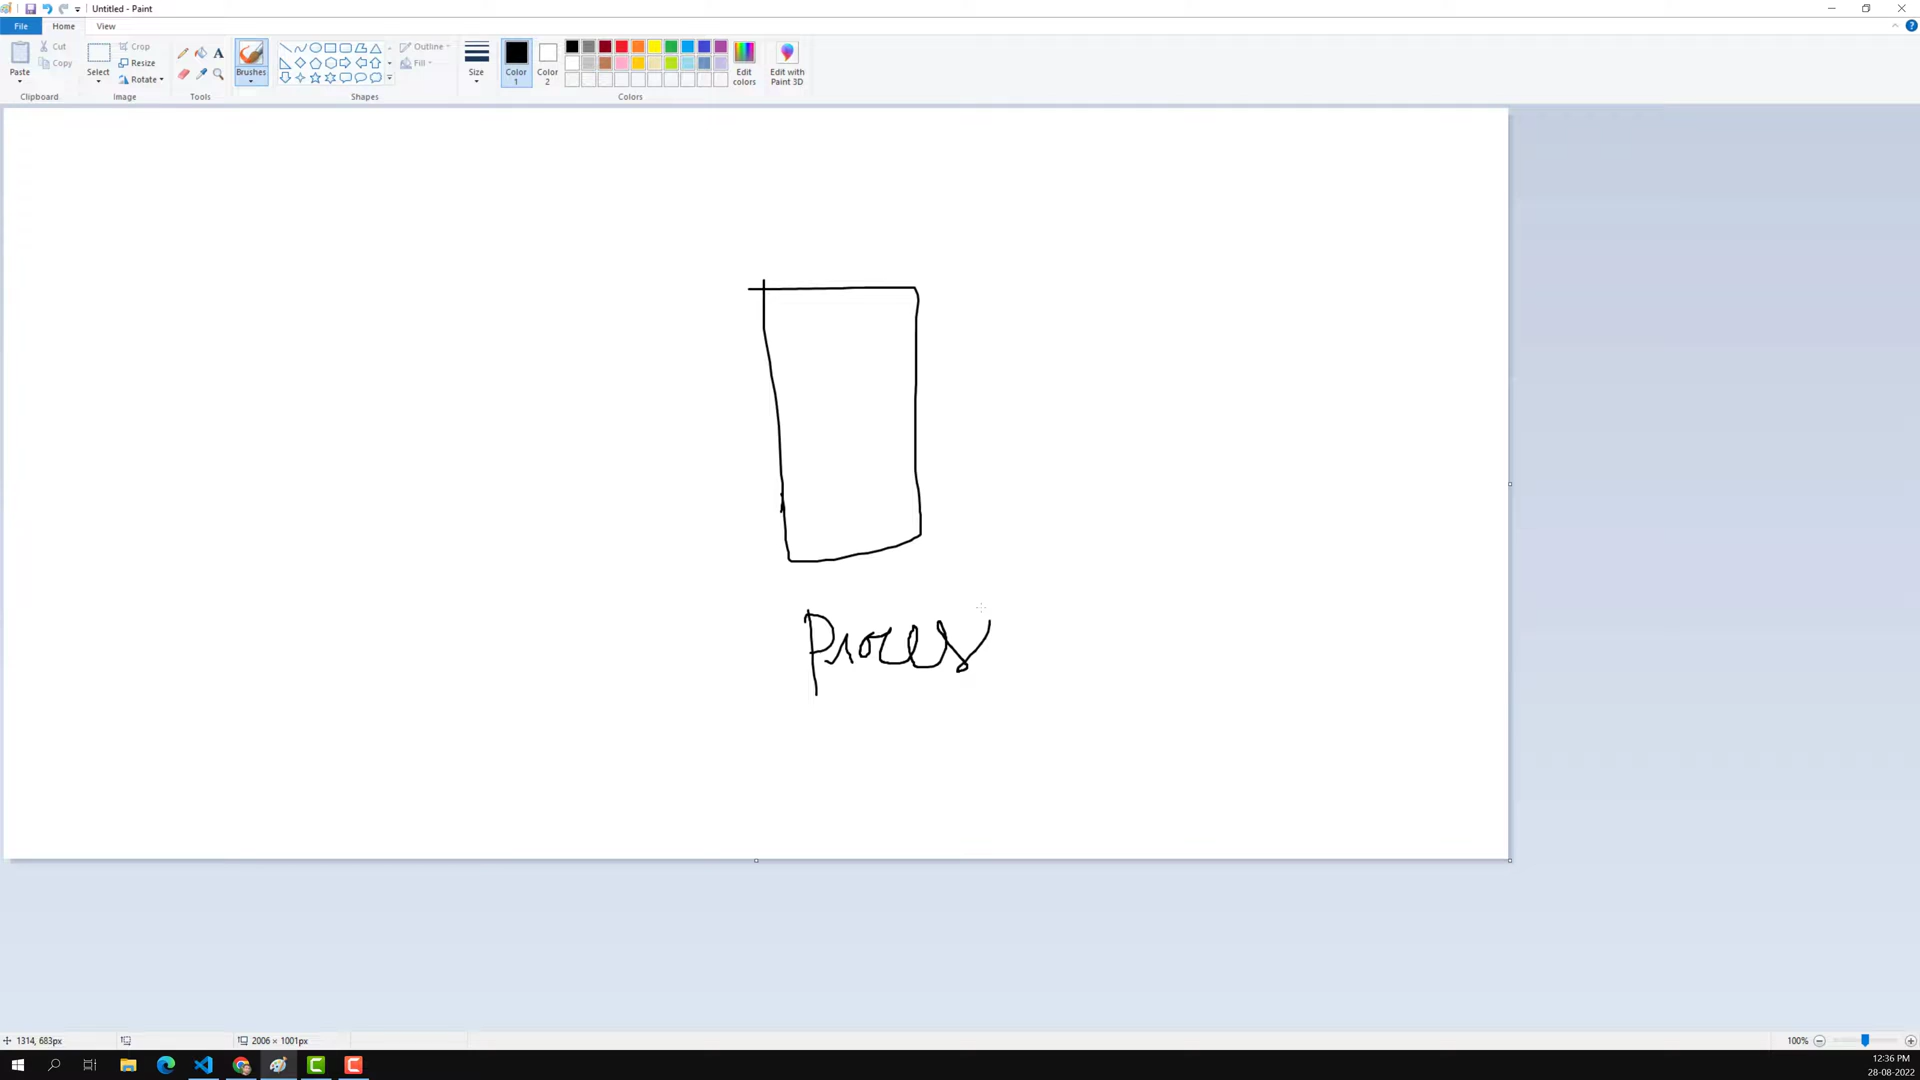 Untitled - Paint
File
Home
View
Paste
Cut
Copy
Clipboard
Select
Crop
Resize
Rotate
Image
Tools
Brushes
Shapes
Outline
Fill
Size
Color
1
Color
2
Colors
Edit
colors
Edit with
Paint 3D
Proces
1314, 683px
2006 × 1001px
100%
12:36 PM
28-08-2022